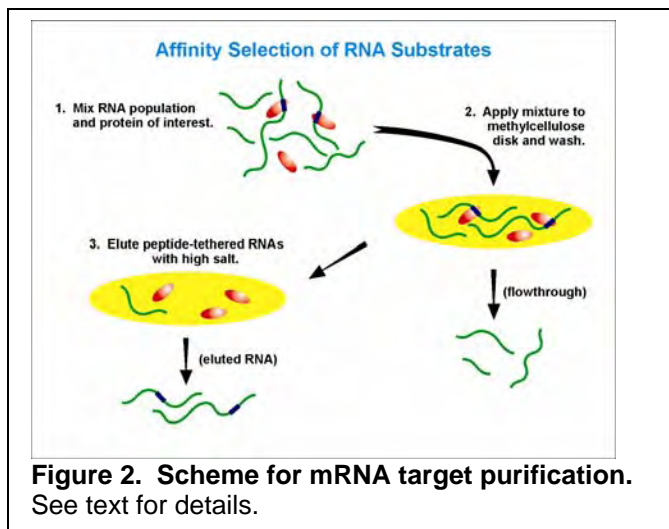 Affinity Selection of RNA Substrates
1. Mix RNA population
and protein of interest.
2. Apply mixture to
methylcellose
disk and wash.
3. Elute peptide-tethered RNAs
with high salt.
(flowthrough)
(eluted RNA)
Figure 2. Scheme for mRNA target purification.
See text for details.